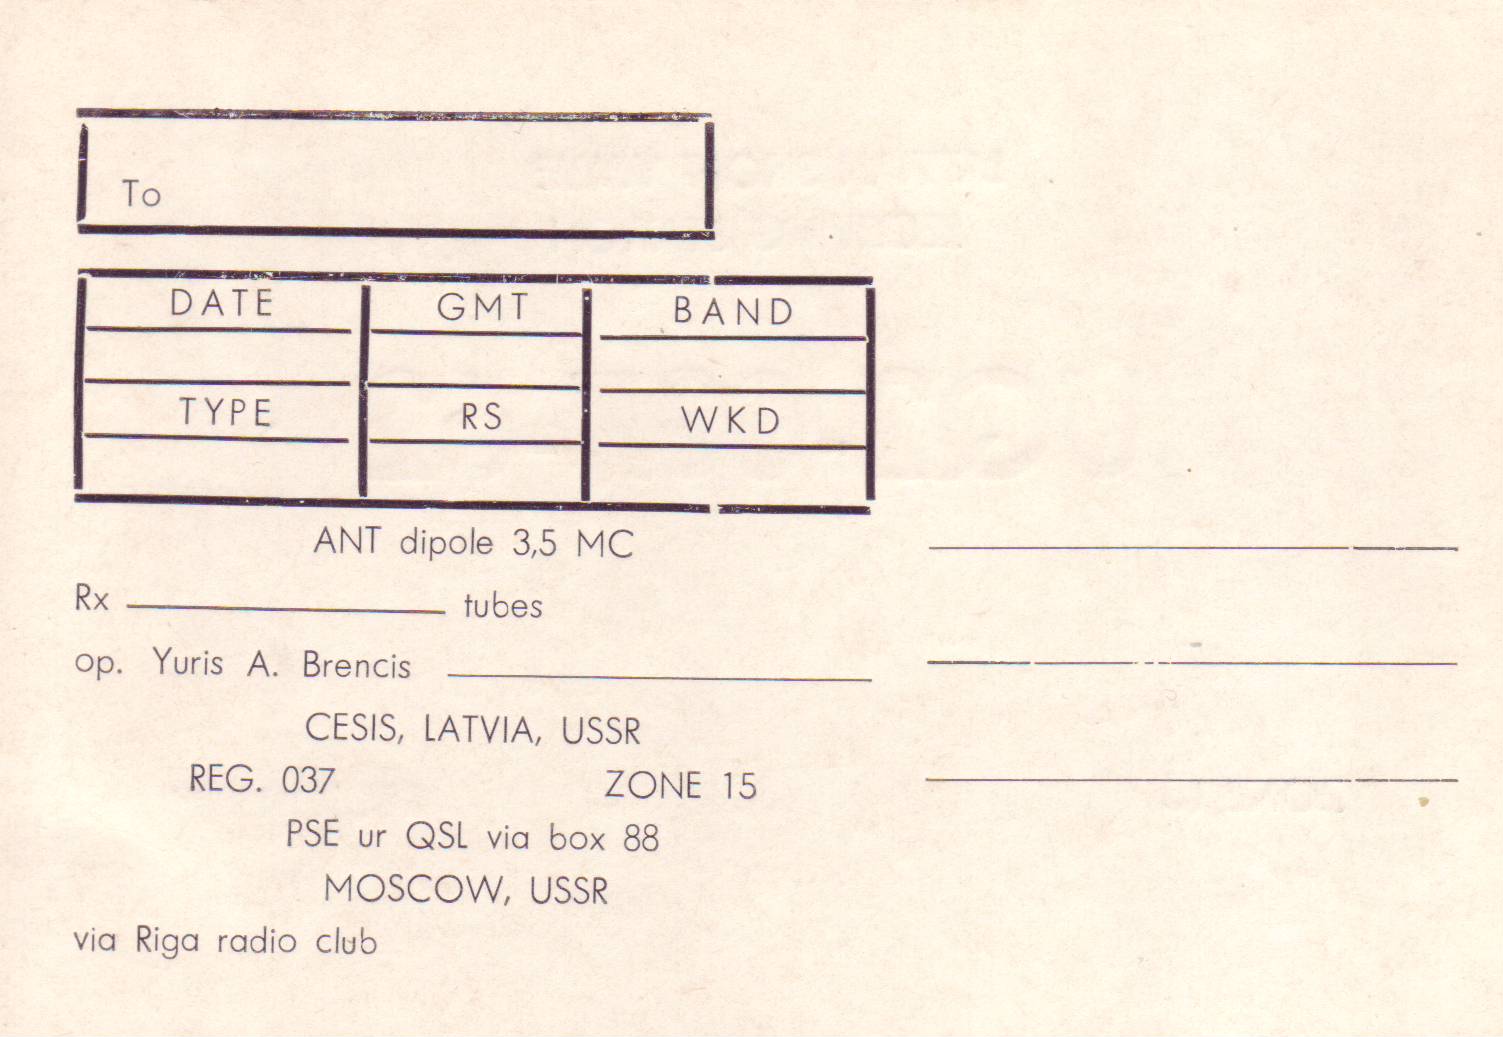 To
DATE GMT BAND
TYPE RS WKD
ANT dipole 3,5 MC
Rx tubes
op. Yuris A. Brencis
CESIS, LATVIA, USSR
REG. 037 ZONE 15
PSE ur QSL via box 88
MOSCOW, USSR
via Riga radio club